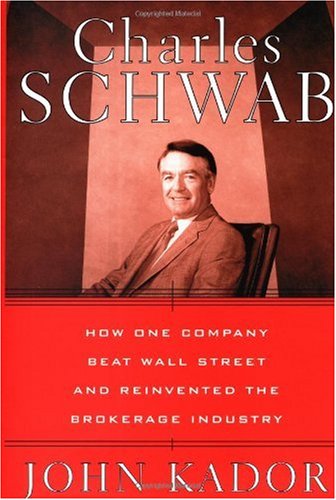 Charles
SCHWAB
HOW ONE COMPANY
BEAT WALL STREET
AND REINVENTED THE
BROKERAGE INDUSTRY
JOHN KADOR